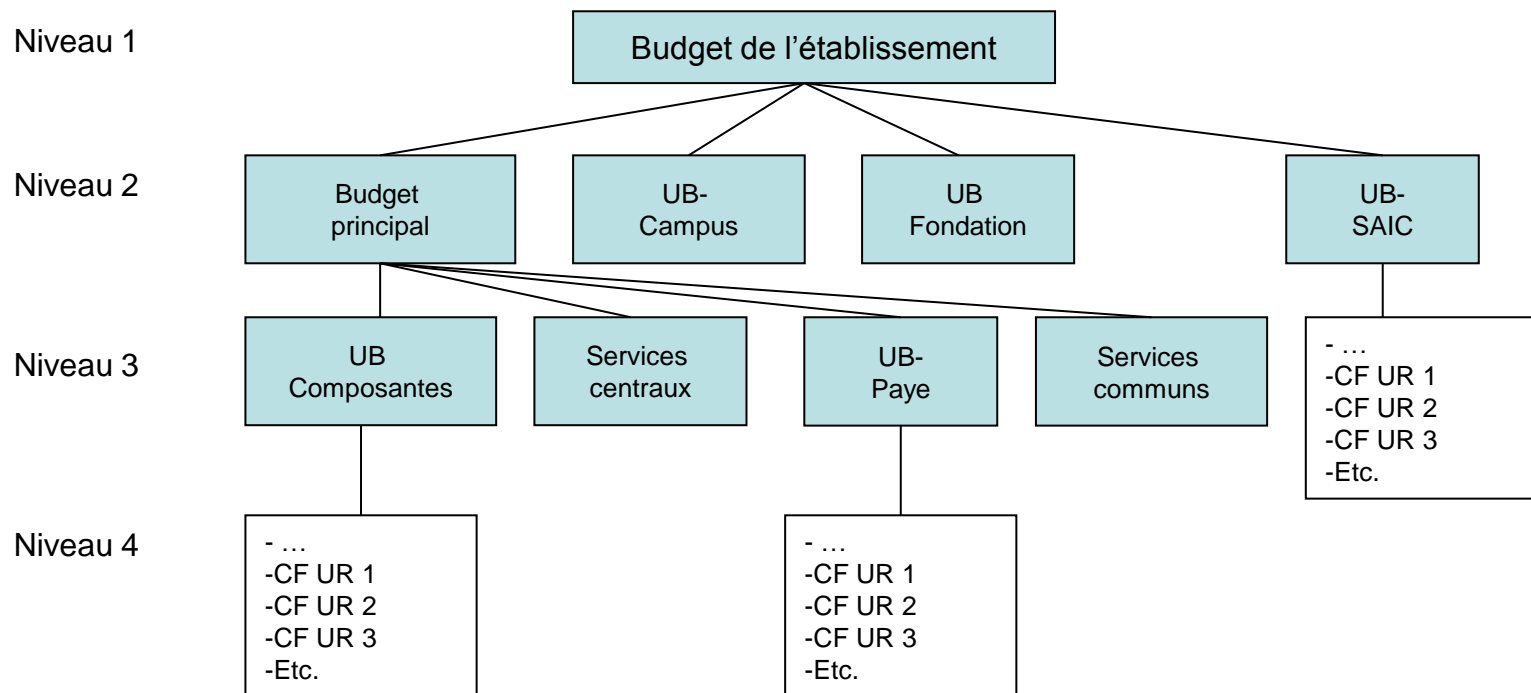 Niveau 1
Budget de l’établissement
Niveau 2
Budget
principal
UB-
Campus
UB
Fondation
UB-
SAIC
Niveau 3
UB
Composantes
Services
centraux
UB-
Paye
Services
communs
- …
-CF UR 1
-CF UR 2
-CF UR 3
-Etc.
Niveau 4
- …
-CF UR 1
-CF UR 2
-CF UR 3
-Etc.
- …
-CF UR 1
-CF UR 2
-CF UR 3
-Etc.